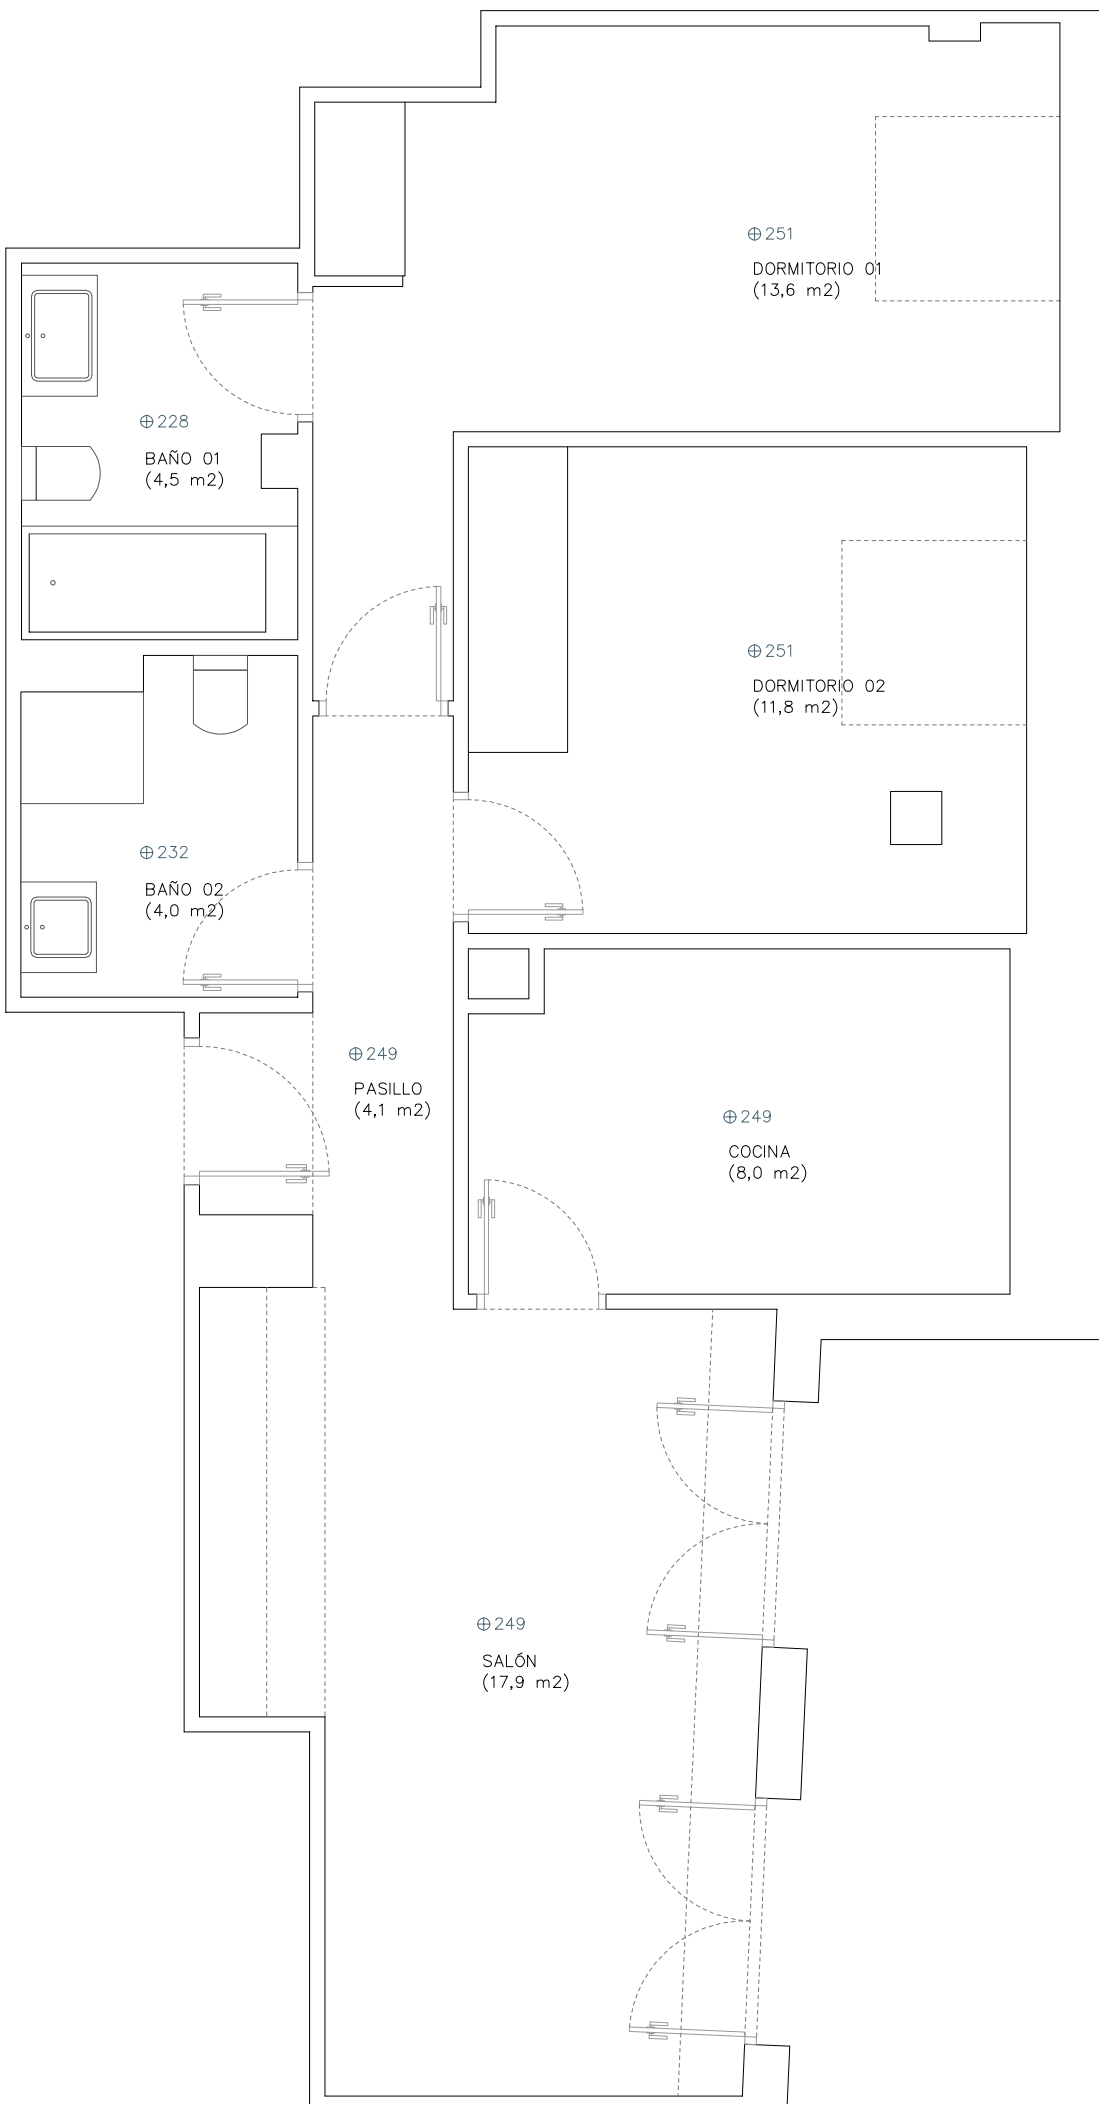 251
DORMITORIO 01
(13,6 m2)
228
BAÑO 01
(4,5 m2)
251
DORMITORIO 02
(11,8 m2)
232
BAÑO 02
(4,0 m2)
249
PASILLO
(4,1 m2)
249
COCINA
(8,0 m2)
249
SALÓN
(17,9 m2)